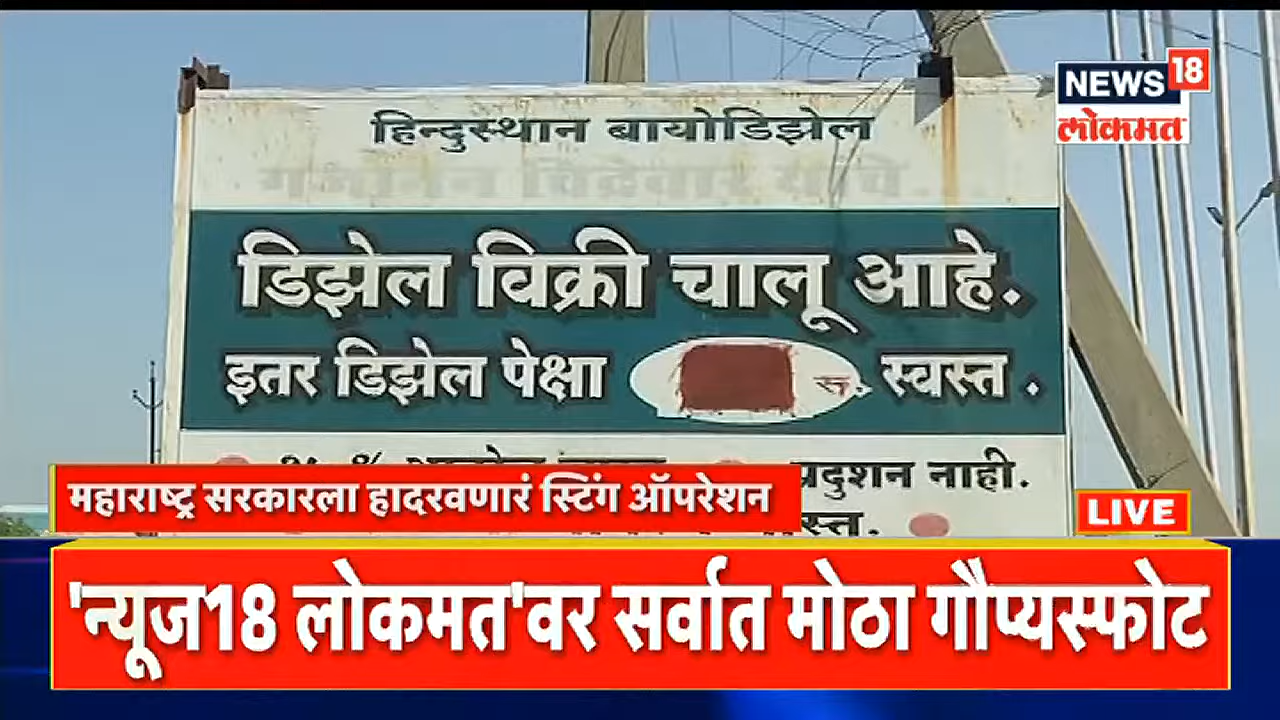 NEWS 18
लोकमत
हिन्दुस्थान बायोडिझेल
डिझेल विक्री चालू आहे.
इतर डिझेल पेक्षा रु. स्वस्त .
प्रदुशन नाही.
महाराष्ट्र सरकारला हादरवणारं स्टिंग ऑपरेशन
LIVE
'न्यूज18 लोकमत'वर सर्वात मोठा गौप्यस्फोट